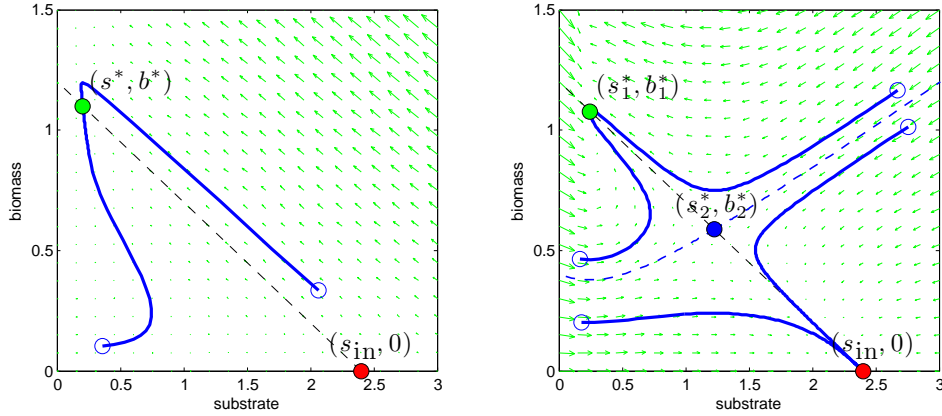 1.5
(s*, b*)
1
biomass
0.5
(s_in, 0)
0
0 0.5 1 1.5 2 2.5 3
substrate
1.5
(s*_1, b*_1)
1
biomass
(s*_2, b*_2)
0.5
(s_in, 0)
0
0 0.5 1 1.5 2 2.5 3
substrate